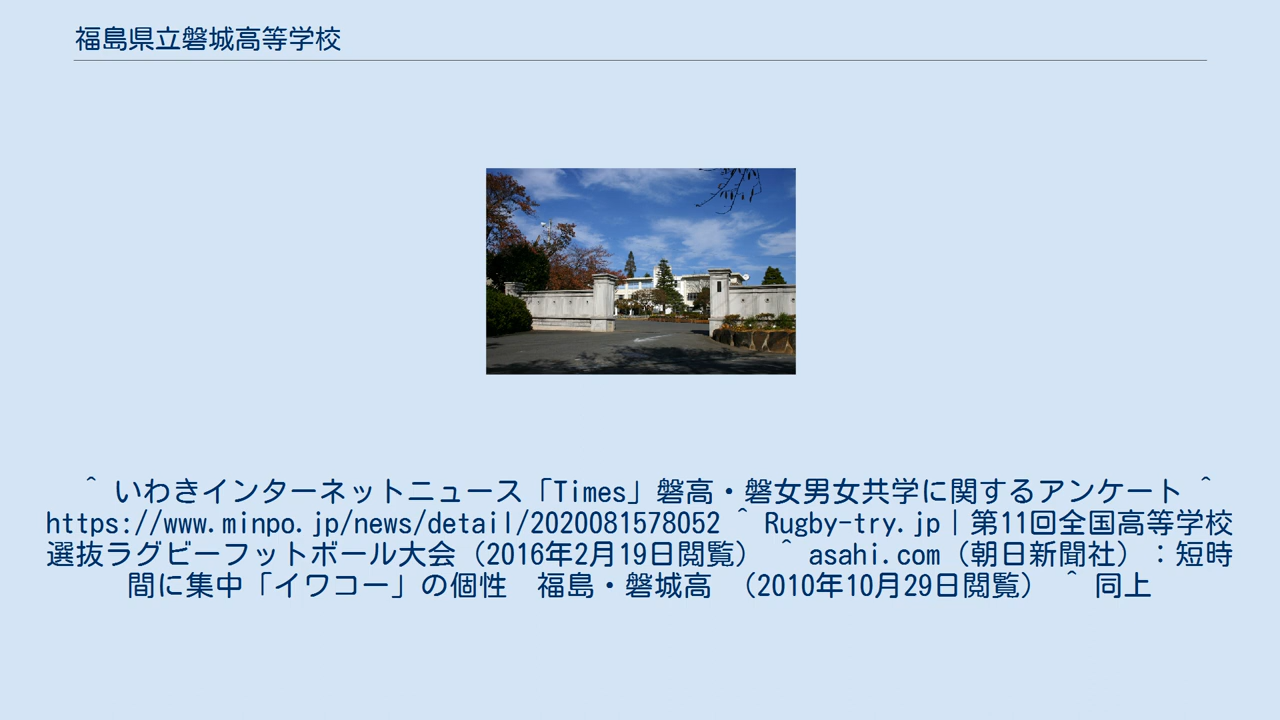 福島県立磐城高等学校
^ いわきインターネットニュース「Times」磐高・磐女男女共学に関するアンケート ^
https://www.minpo.jp/news/detail/2020081578052 ^ Rugby-try.jp｜第11回全国高等学校
選抜ラグビーフットボール大会（2016年2月19日閲覧） ^ asahi.com（朝日新聞社）：短時
間に集中「イワコー」の個性　福島・磐城高 （2010年10月29日閲覧） ^ 同上